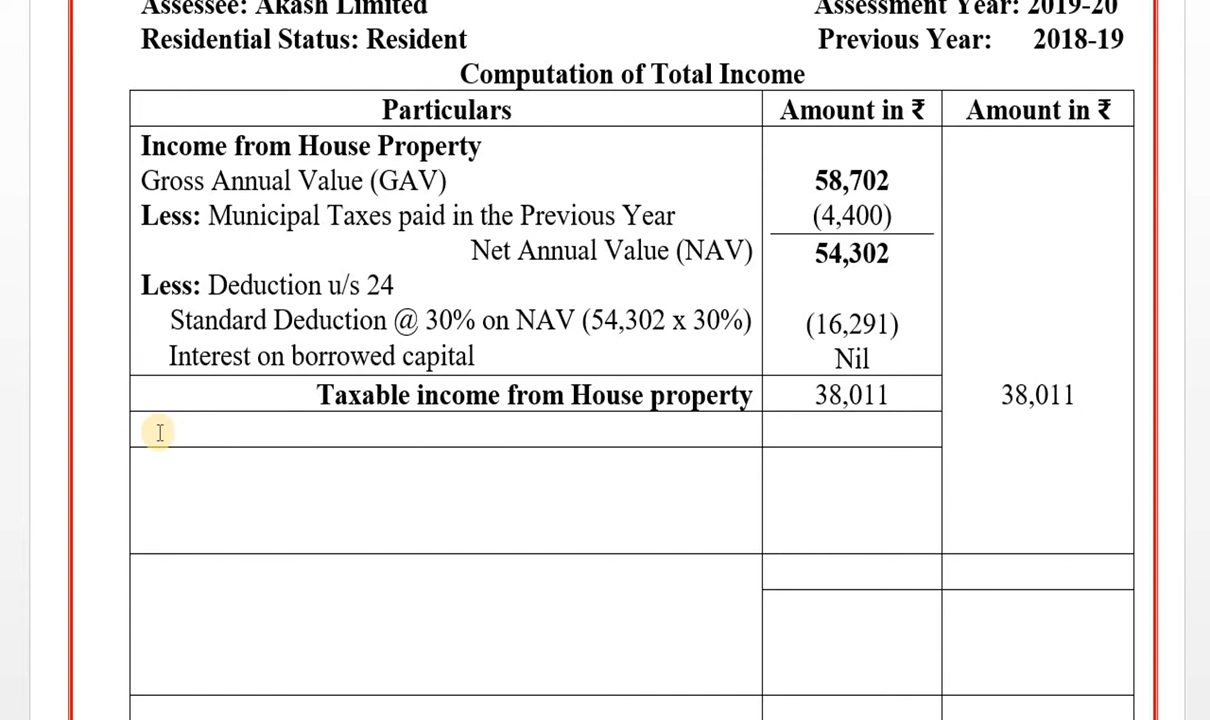 Assessee: Akash Limited Assessment Year: 2019-20
Residential Status: Resident Previous Year: 2018-19
Computation of Total Income
Particulars Amount in ₹ Amount in ₹
Income from House Property
Gross Annual Value (GAV) 58,702
Less: Municipal Taxes paid in the Previous Year (4,400)
Net Annual Value (NAV) 54,302
Less: Deduction u/s 24
Standard Deduction @ 30% on NAV (54,302 x 30%) (16,291)
Interest on borrowed capital Nil
Taxable income from House property 38,011 38,011